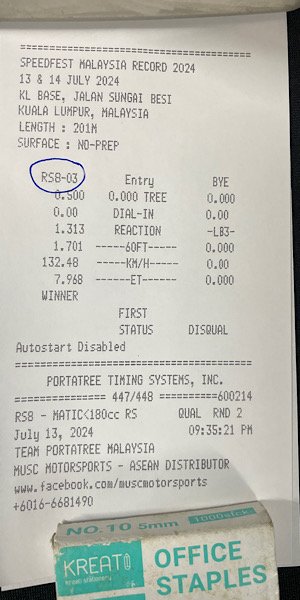 SPEEDFEST MALAYSIA RECORD 2024
13 & 14 JULY 2024
KL BASE, JALAN SUNGAI BESI
KUALA LUMPUR, MALAYSIA
LENGTH : 201M
SURFACE : NO-PREP
RS8-03 Entry BYE
0.500 0.000 TREE 0.000
0.00 DIAL-IN 0.00
1.313 REACTION -LB3-
1.701 ------60FT----- 0.000
132.48 -----KM/H----- 0.00
7.968 ------ET----- 0.000
WINNER
FIRST
STATUS DISQUAL
Autostart Disabled
PORTATREE TIMING SYSTEMS, INC.
============= 447/448 ==========600214
RS8 - MATIC<180cc RS QUAL RND 2
July 13, 2024 09:35:21 PM
TEAM PORTATREE MALAYSIA
MUSC MOTORSPORTS - ASEAN DISTRIBUTOR
www.facebook.com/muscmotorsports
+6016-6681490
NO.10 5mm 1000stck
KREATO OFFICE
STAPLES